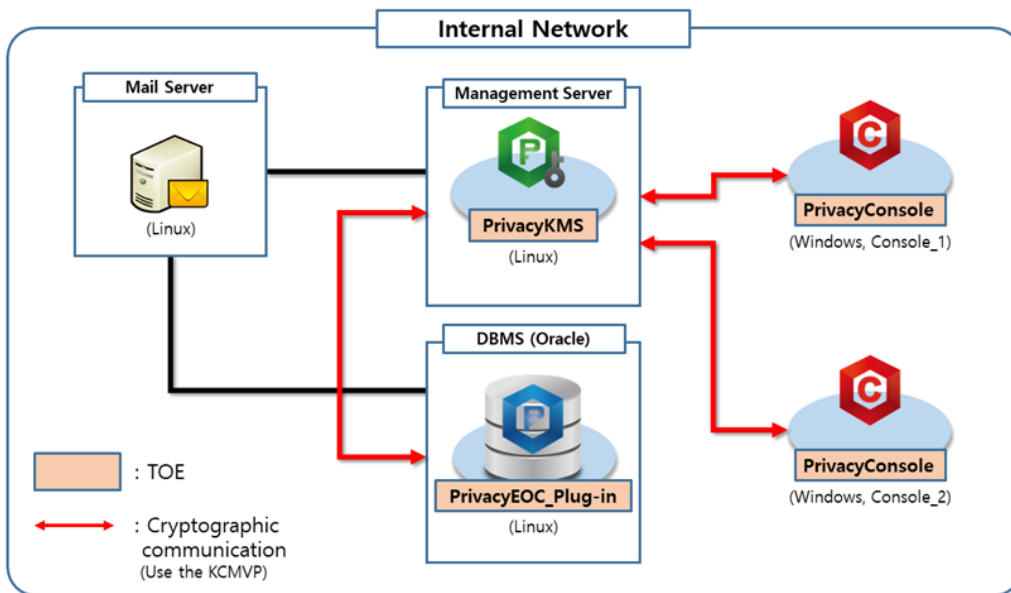 Internal Network
Mail Server
(Linux)
Management Server
P
PrivacyKMS
(Linux)
C
PrivacyConsole
(Windows, Console_1)
DBMS (Oracle)
P
PrivacyEOC_Plug-in
(Linux)
C
PrivacyConsole
(Windows, Console_2)
: TOE
: Cryptographic
communication
(Use the KCMVP)